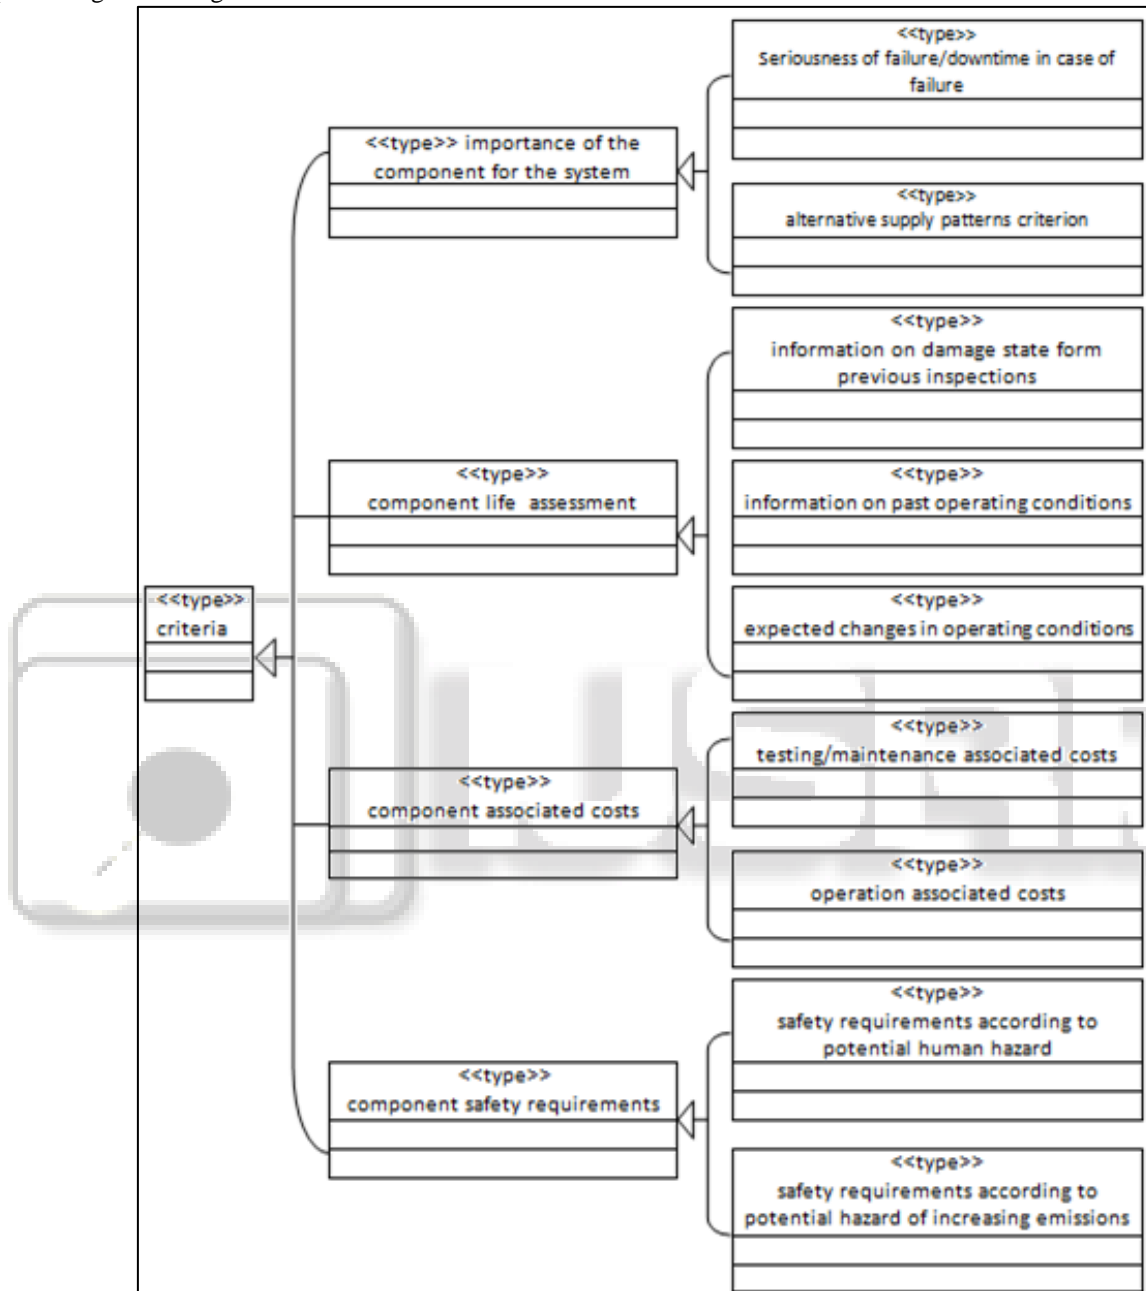 <<type>>
Seriousness of failure/downtime in case of
failure
<<type>> importance of the
component for the system
<<type>>
alternative supply patterns criterion
<<type>>
information on damage state form
previous inspections
<<type>>
component life assessment
<<type>>
information on past operating conditions
<<type>>
criteria
<<type>>
expected changes in operating conditions
<<type>>
testing/maintenance associated costs
<<type>>
component associated costs
<<type>>
operation associated costs
<<type>>
safety requirements according to
potential human hazard
<<type>>
component safety requirements
<<type>>
safety requirements according to
potential hazard of increasing emissions